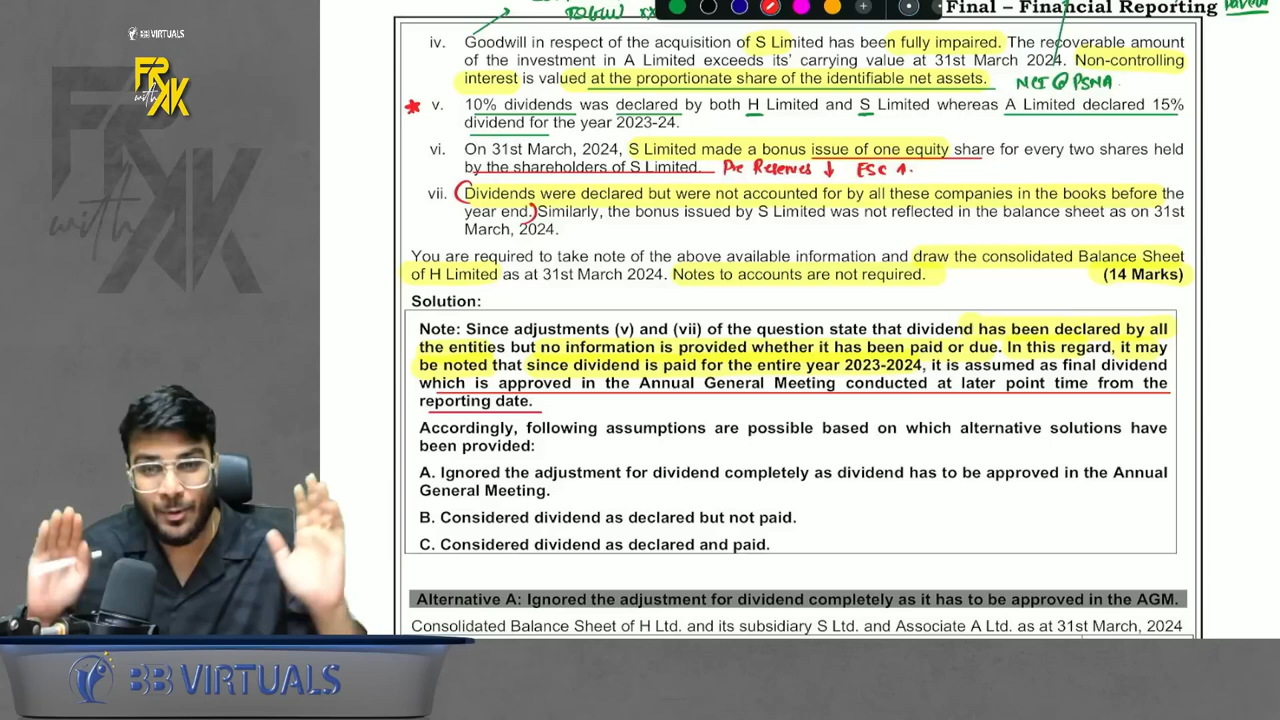 Final – Financial Reporting
BB VIRTUALS
FR
with
AK
iv. Goodwill in respect of the acquisition of S Limited has been fully impaired. The recoverable amount
of the investment in A Limited exceeds its' carrying value at 31st March 2024. Non-controlling
interest is valued at the proportionate share of the identifiable net assets.
NCI @ PSNA
v. 10% dividends was declared by both H Limited and S Limited whereas A Limited declared 15%
dividend for the year 2023-24.
vi. On 31st March, 2024, S Limited made a bonus issue of one equity share for every two shares held
by the shareholders of S Limited. Pre Reserves ↓ ESC ↑.
vii. Dividends were declared but were not accounted for by all these companies in the books before the
year end. Similarly, the bonus issued by S Limited was not reflected in the balance sheet as on 31st
March, 2024.
You are required to take note of the above available information and draw the consolidated Balance Sheet
of H Limited as at 31st March 2024. Notes to accounts are not required. (14 Marks)
Solution:
Note: Since adjustments (v) and (vii) of the question state that dividend has been declared by all
the entities but no information is provided whether it has been paid or due. In this regard, it may
be noted that since dividend is paid for the entire year 2023-2024, it is assumed as final dividend
which is approved in the Annual General Meeting conducted at later point time from the
reporting date.
Accordingly, following assumptions are possible based on which alternative solutions have
been provided:
A. Ignored the adjustment for dividend completely as dividend has to be approved in the Annual
General Meeting.
B. Considered dividend as declared but not paid.
C. Considered dividend as declared and paid.
Alternative A: Ignored the adjustment for dividend completely as it has to be approved in the AGM.
Consolidated Balance Sheet of H Ltd. and its subsidiary S Ltd. and Associate A Ltd. as at 31st March, 2024
BB VIRTUALS